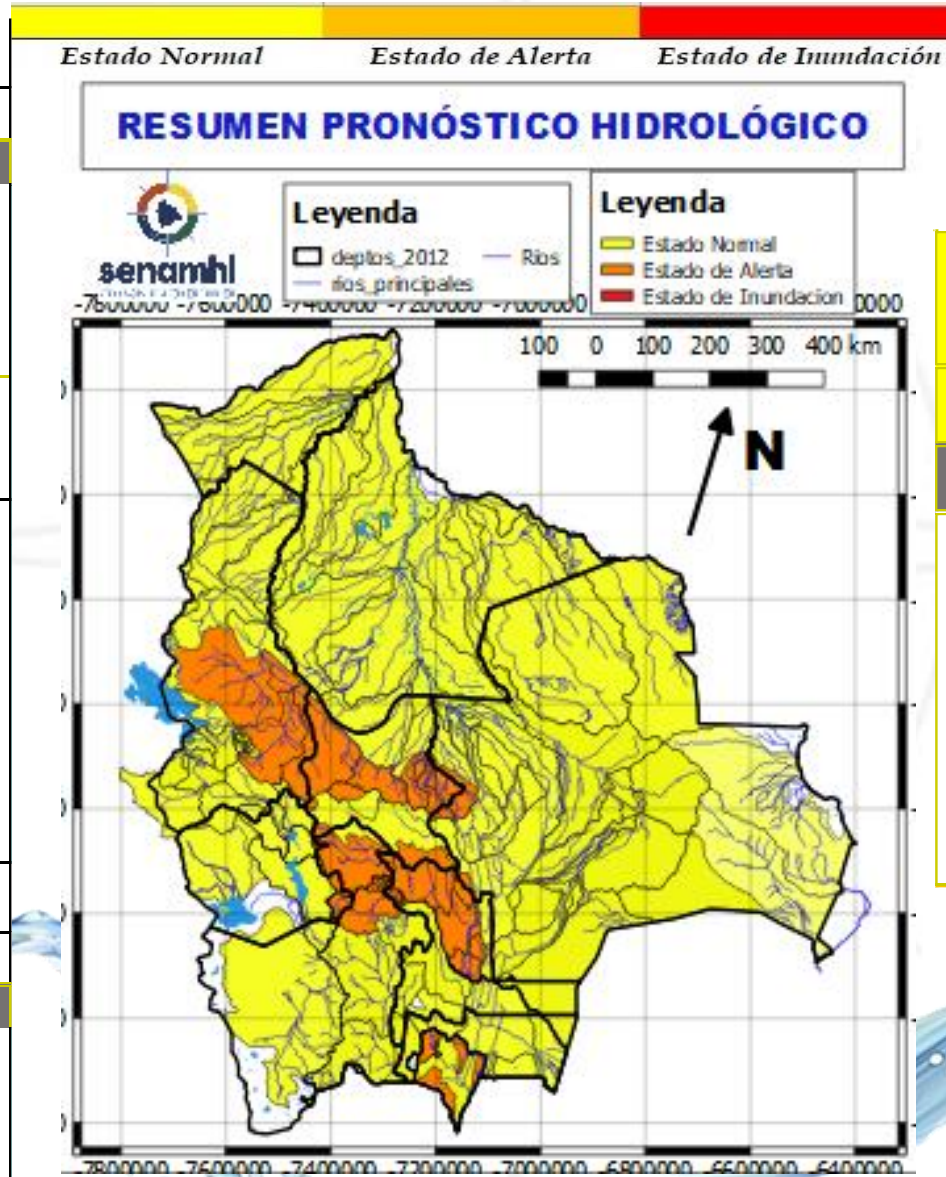 Estado Normal Estado de Alerta Estado de Inundación
RESUMEN PRONÓSTICO HIDROLÓGICO
senamhi
Leyenda
deptos_2012 Rios
rios_principales
Leyenda
Estado Normal
Estado de Alerta
Estado de Inundacion
-7800000 -7600000 -7400000 -7200000 -7000000
100 0 100 200 300 400 km
N
-7800000 -7600000 -7400000 -7200000 -7000000 -6800000 -6600000 -6400000